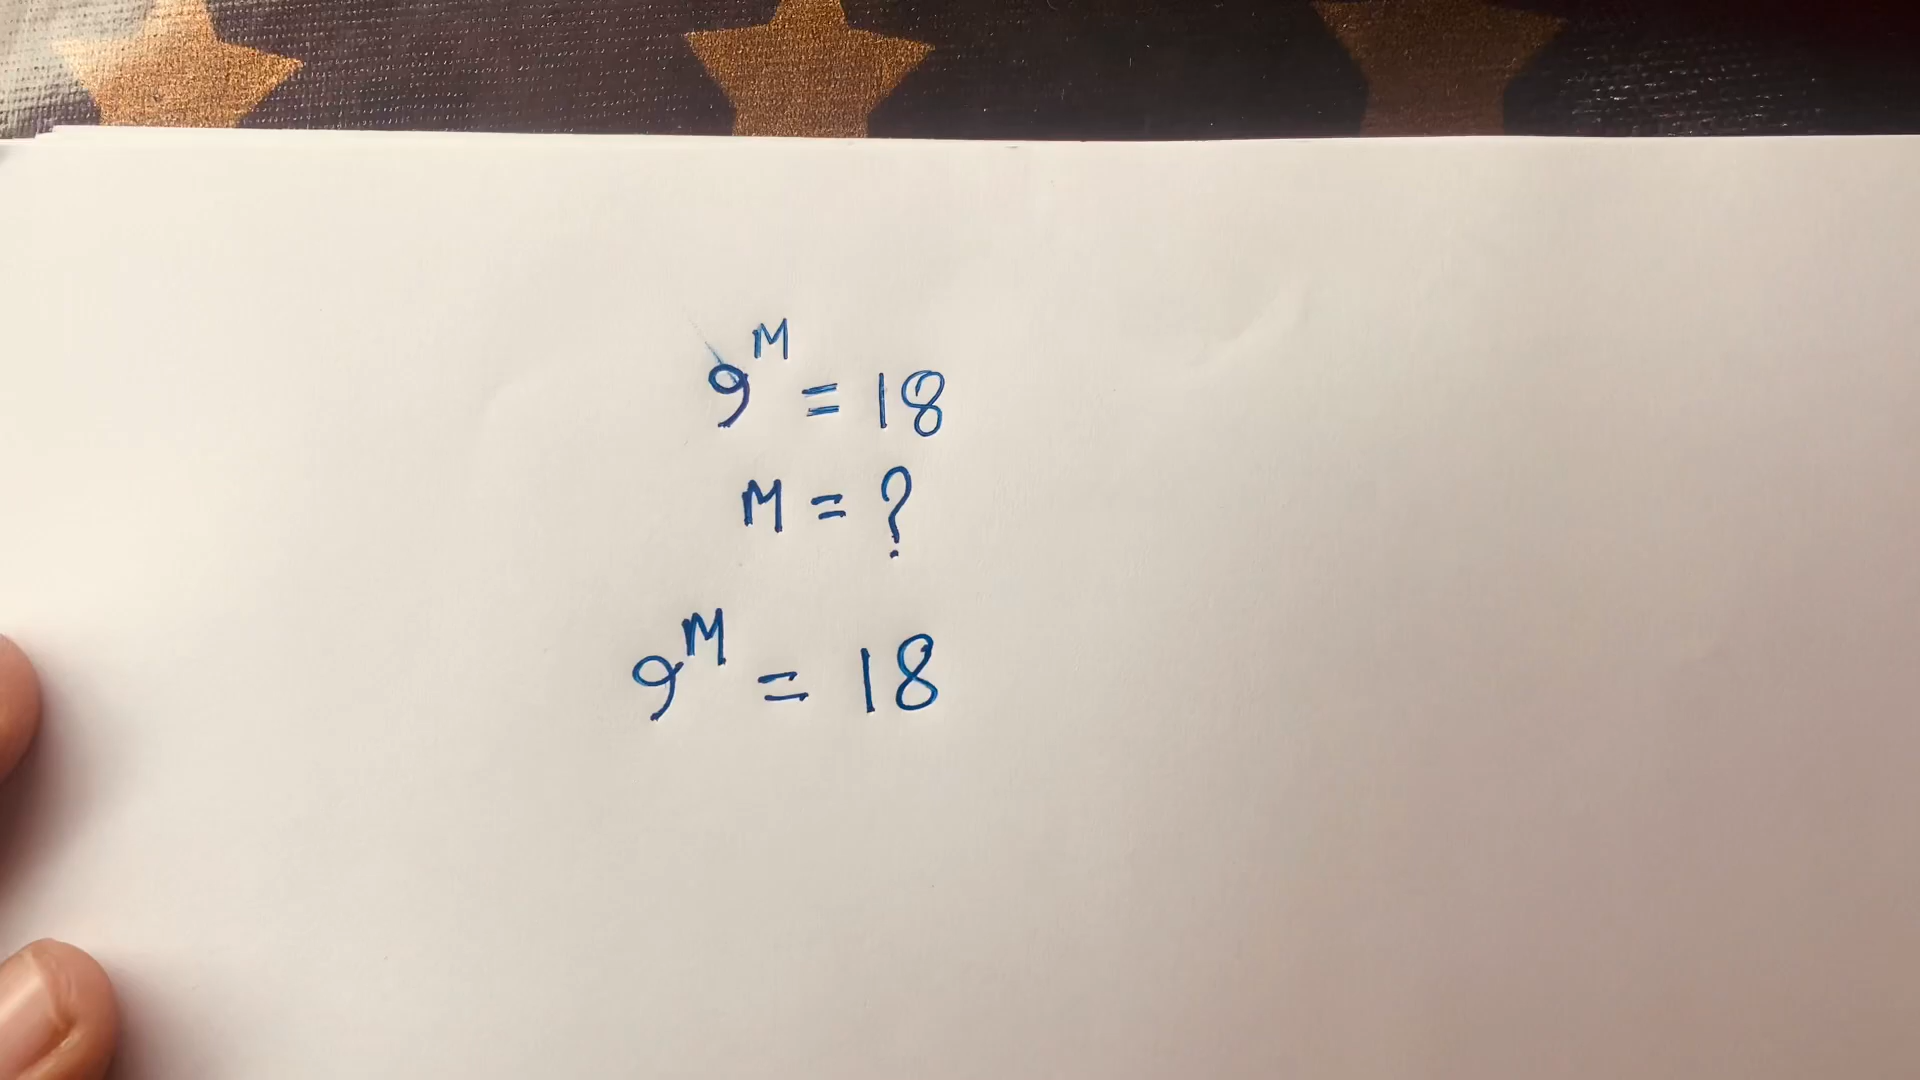 9^M = 18
M = ?
9^M = 18